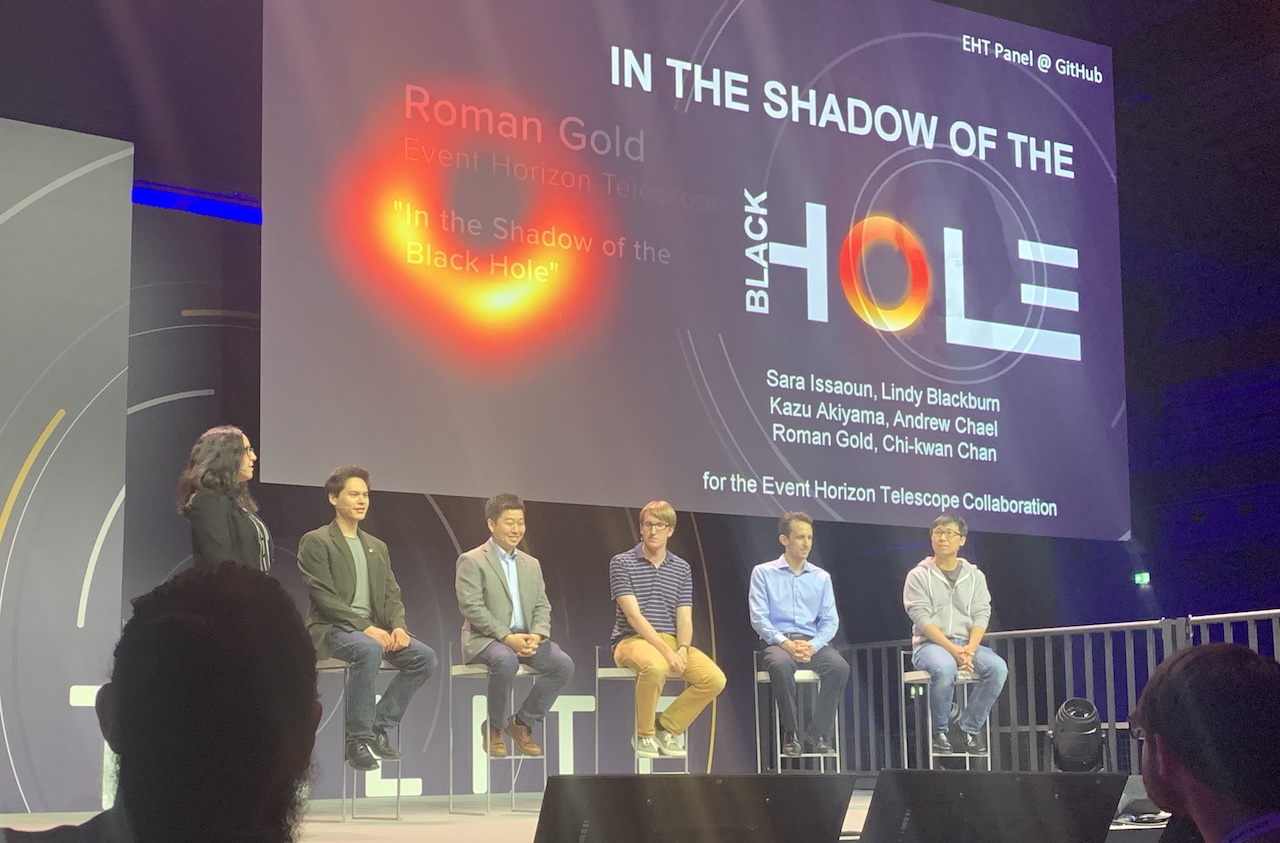 EHT Panel @ GitHub
IN THE SHADOW OF THE
BLACK
HOLE
Sara Issaoun, Lindy Blackburn
Kazu Akiyama, Andrew Chael
Roman Gold, Chi-kwan Chan
for the Event Horizon Telescope Collaboration
Roman Gold
Event Horizon Telescope
"In the Shadow of the
Black Hole"